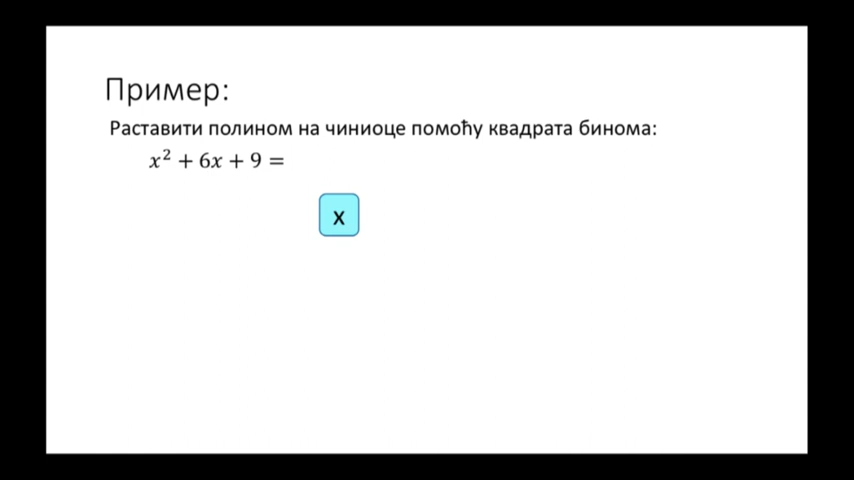 Пример:
Раставити полином на чиниоце помоћу квадрата бинома:
x² + 6x + 9 =
x